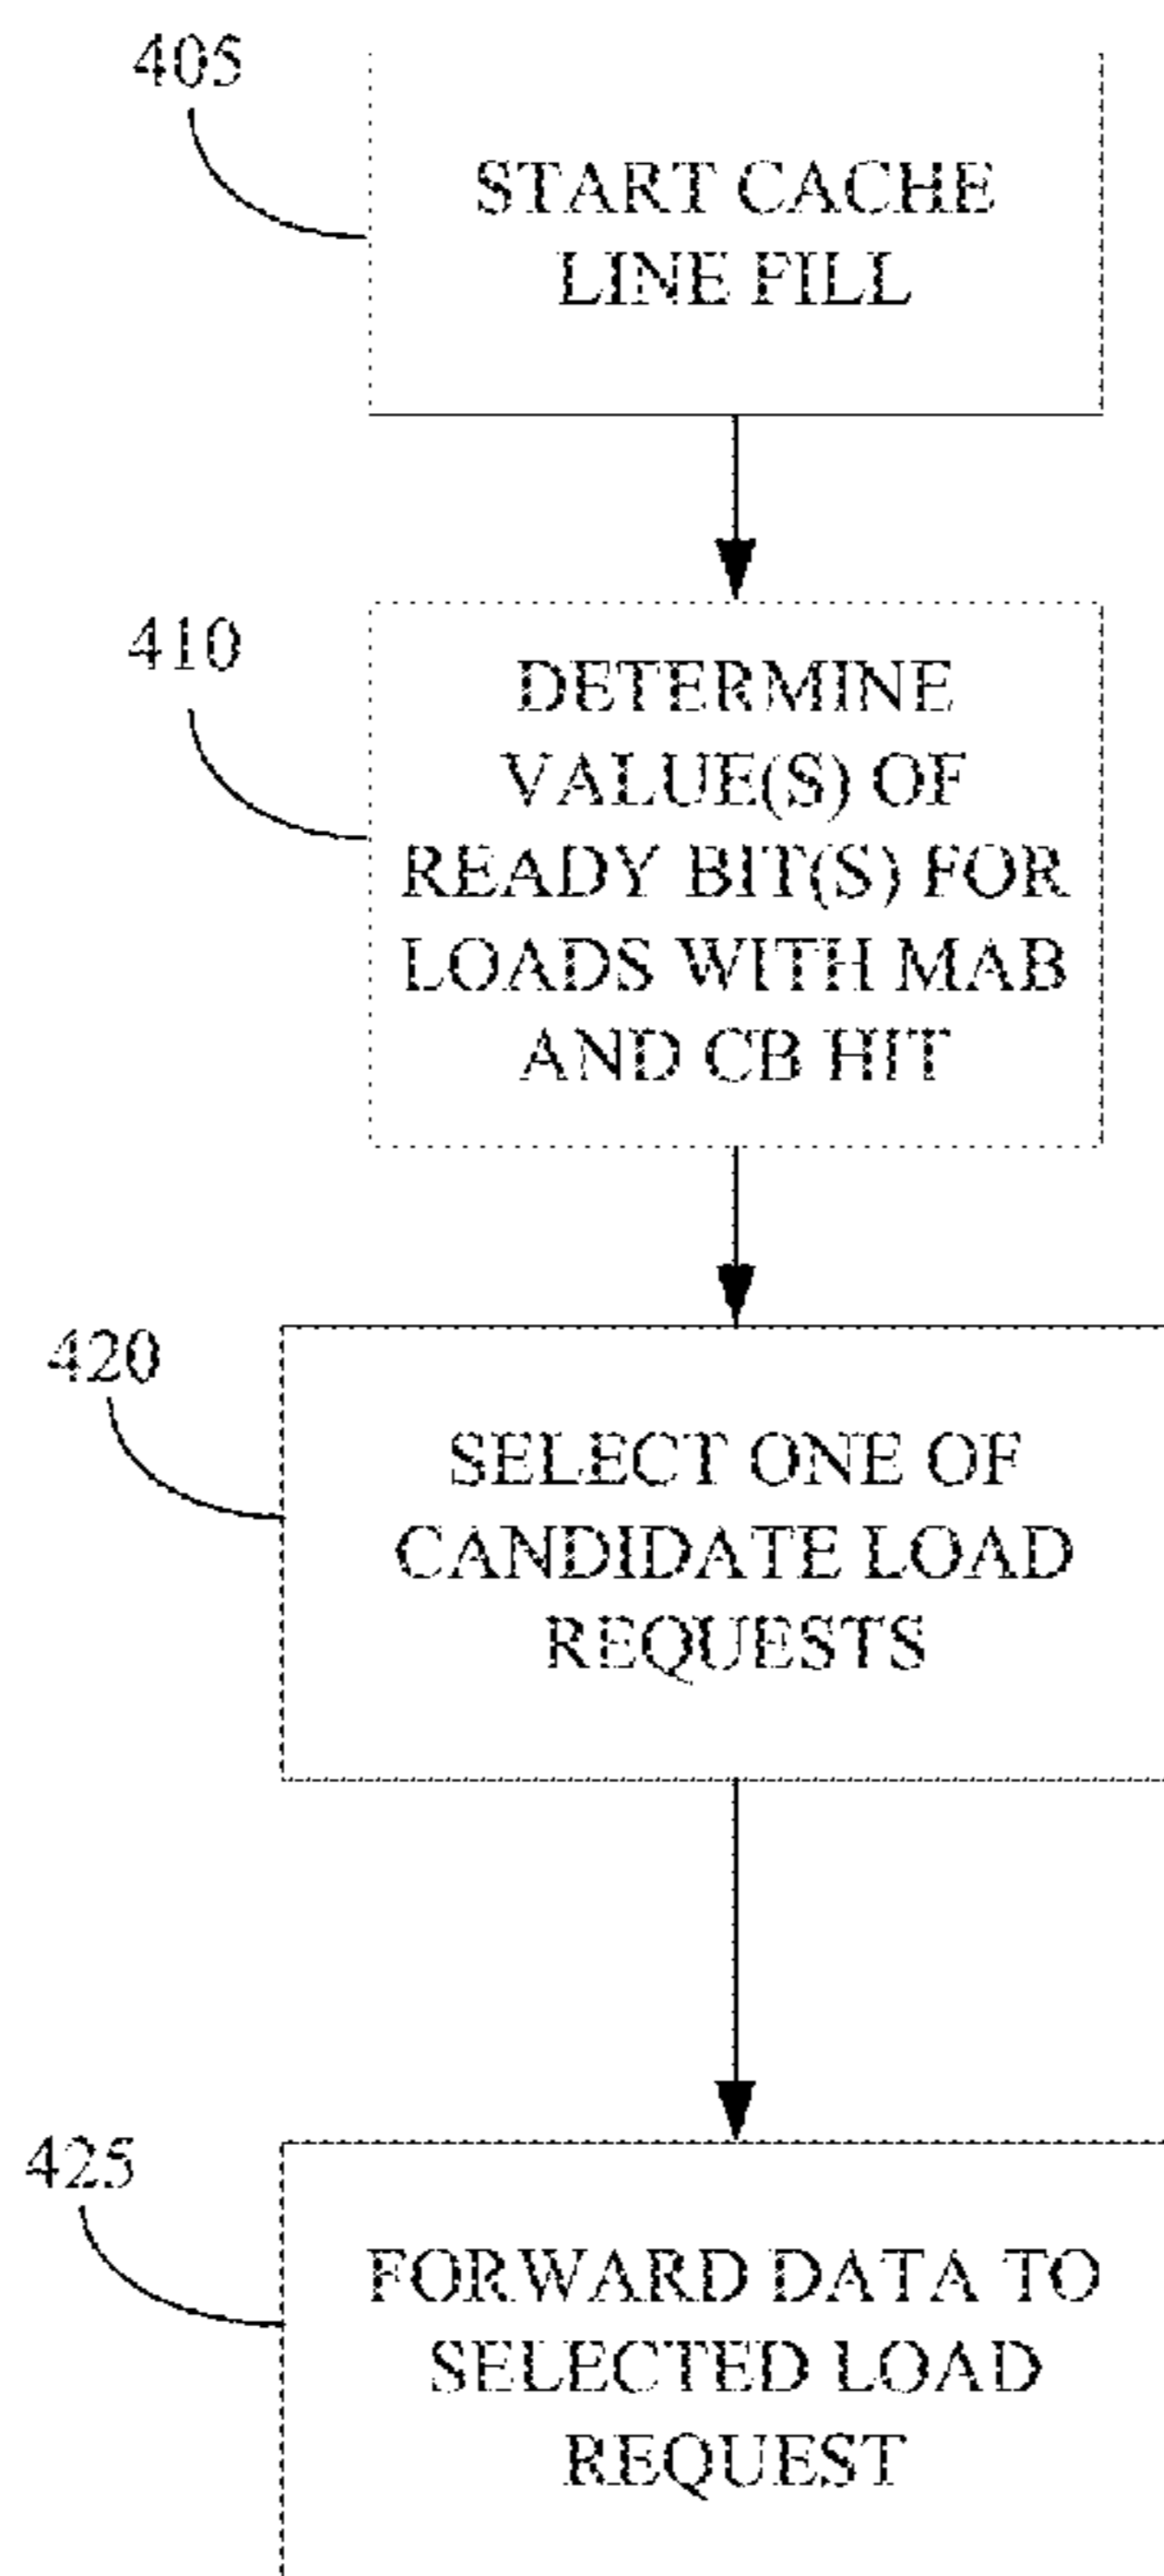 405
START CACHE
LINE FILL
410
DETERMINE
VALUE(S) OF
READY BIT(S) FOR
LOADS WITH MAB
AND CB HIT
420
SELECT ONE OF
CANDIDATE LOAD
REQUESTS
425
FORWARD DATA TO
SELECTED LOAD
REQUEST